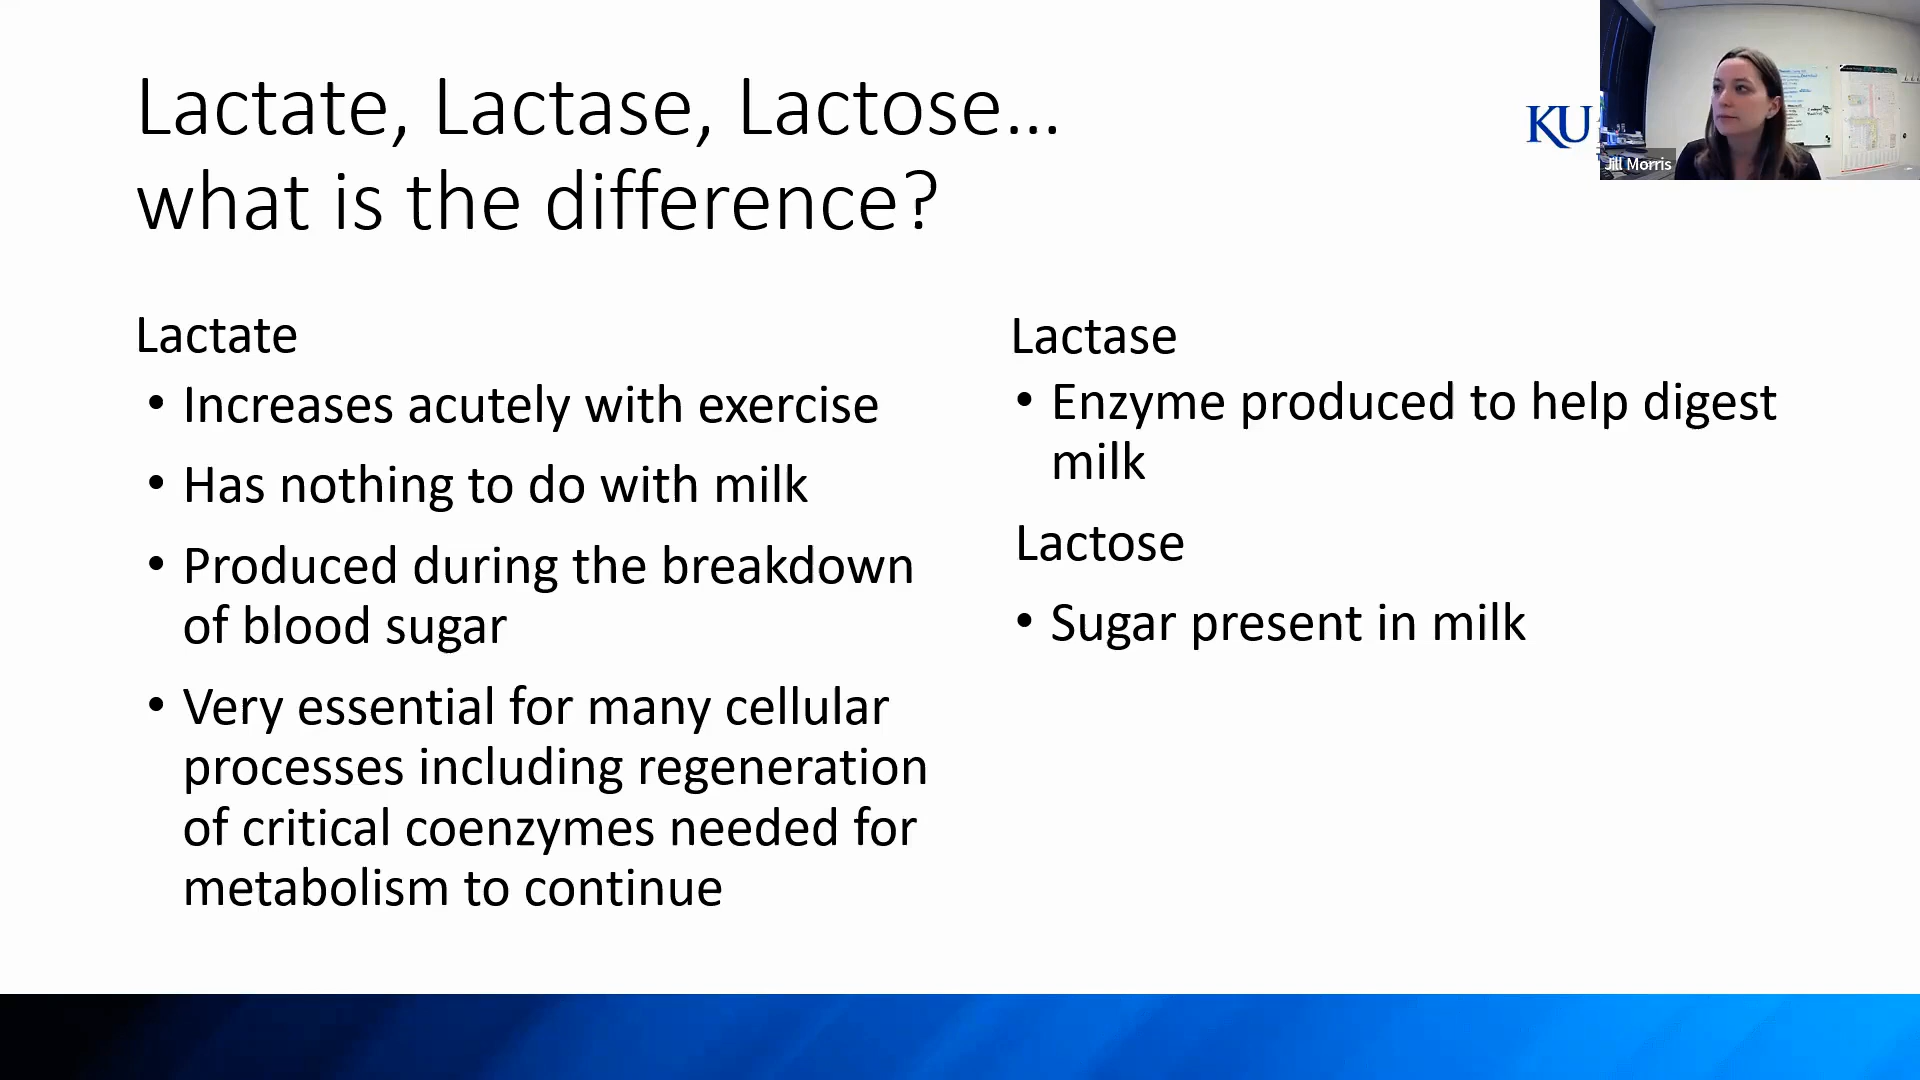 Lactate, Lactase, Lactose...
what is the difference?
KU
Jill Morris
Lactate
• Increases acutely with exercise
• Has nothing to do with milk
• Produced during the breakdown
of blood sugar
• Very essential for many cellular
processes including regeneration
of critical coenzymes needed for
metabolism to continue
Lactase
• Enzyme produced to help digest
milk
Lactose
• Sugar present in milk